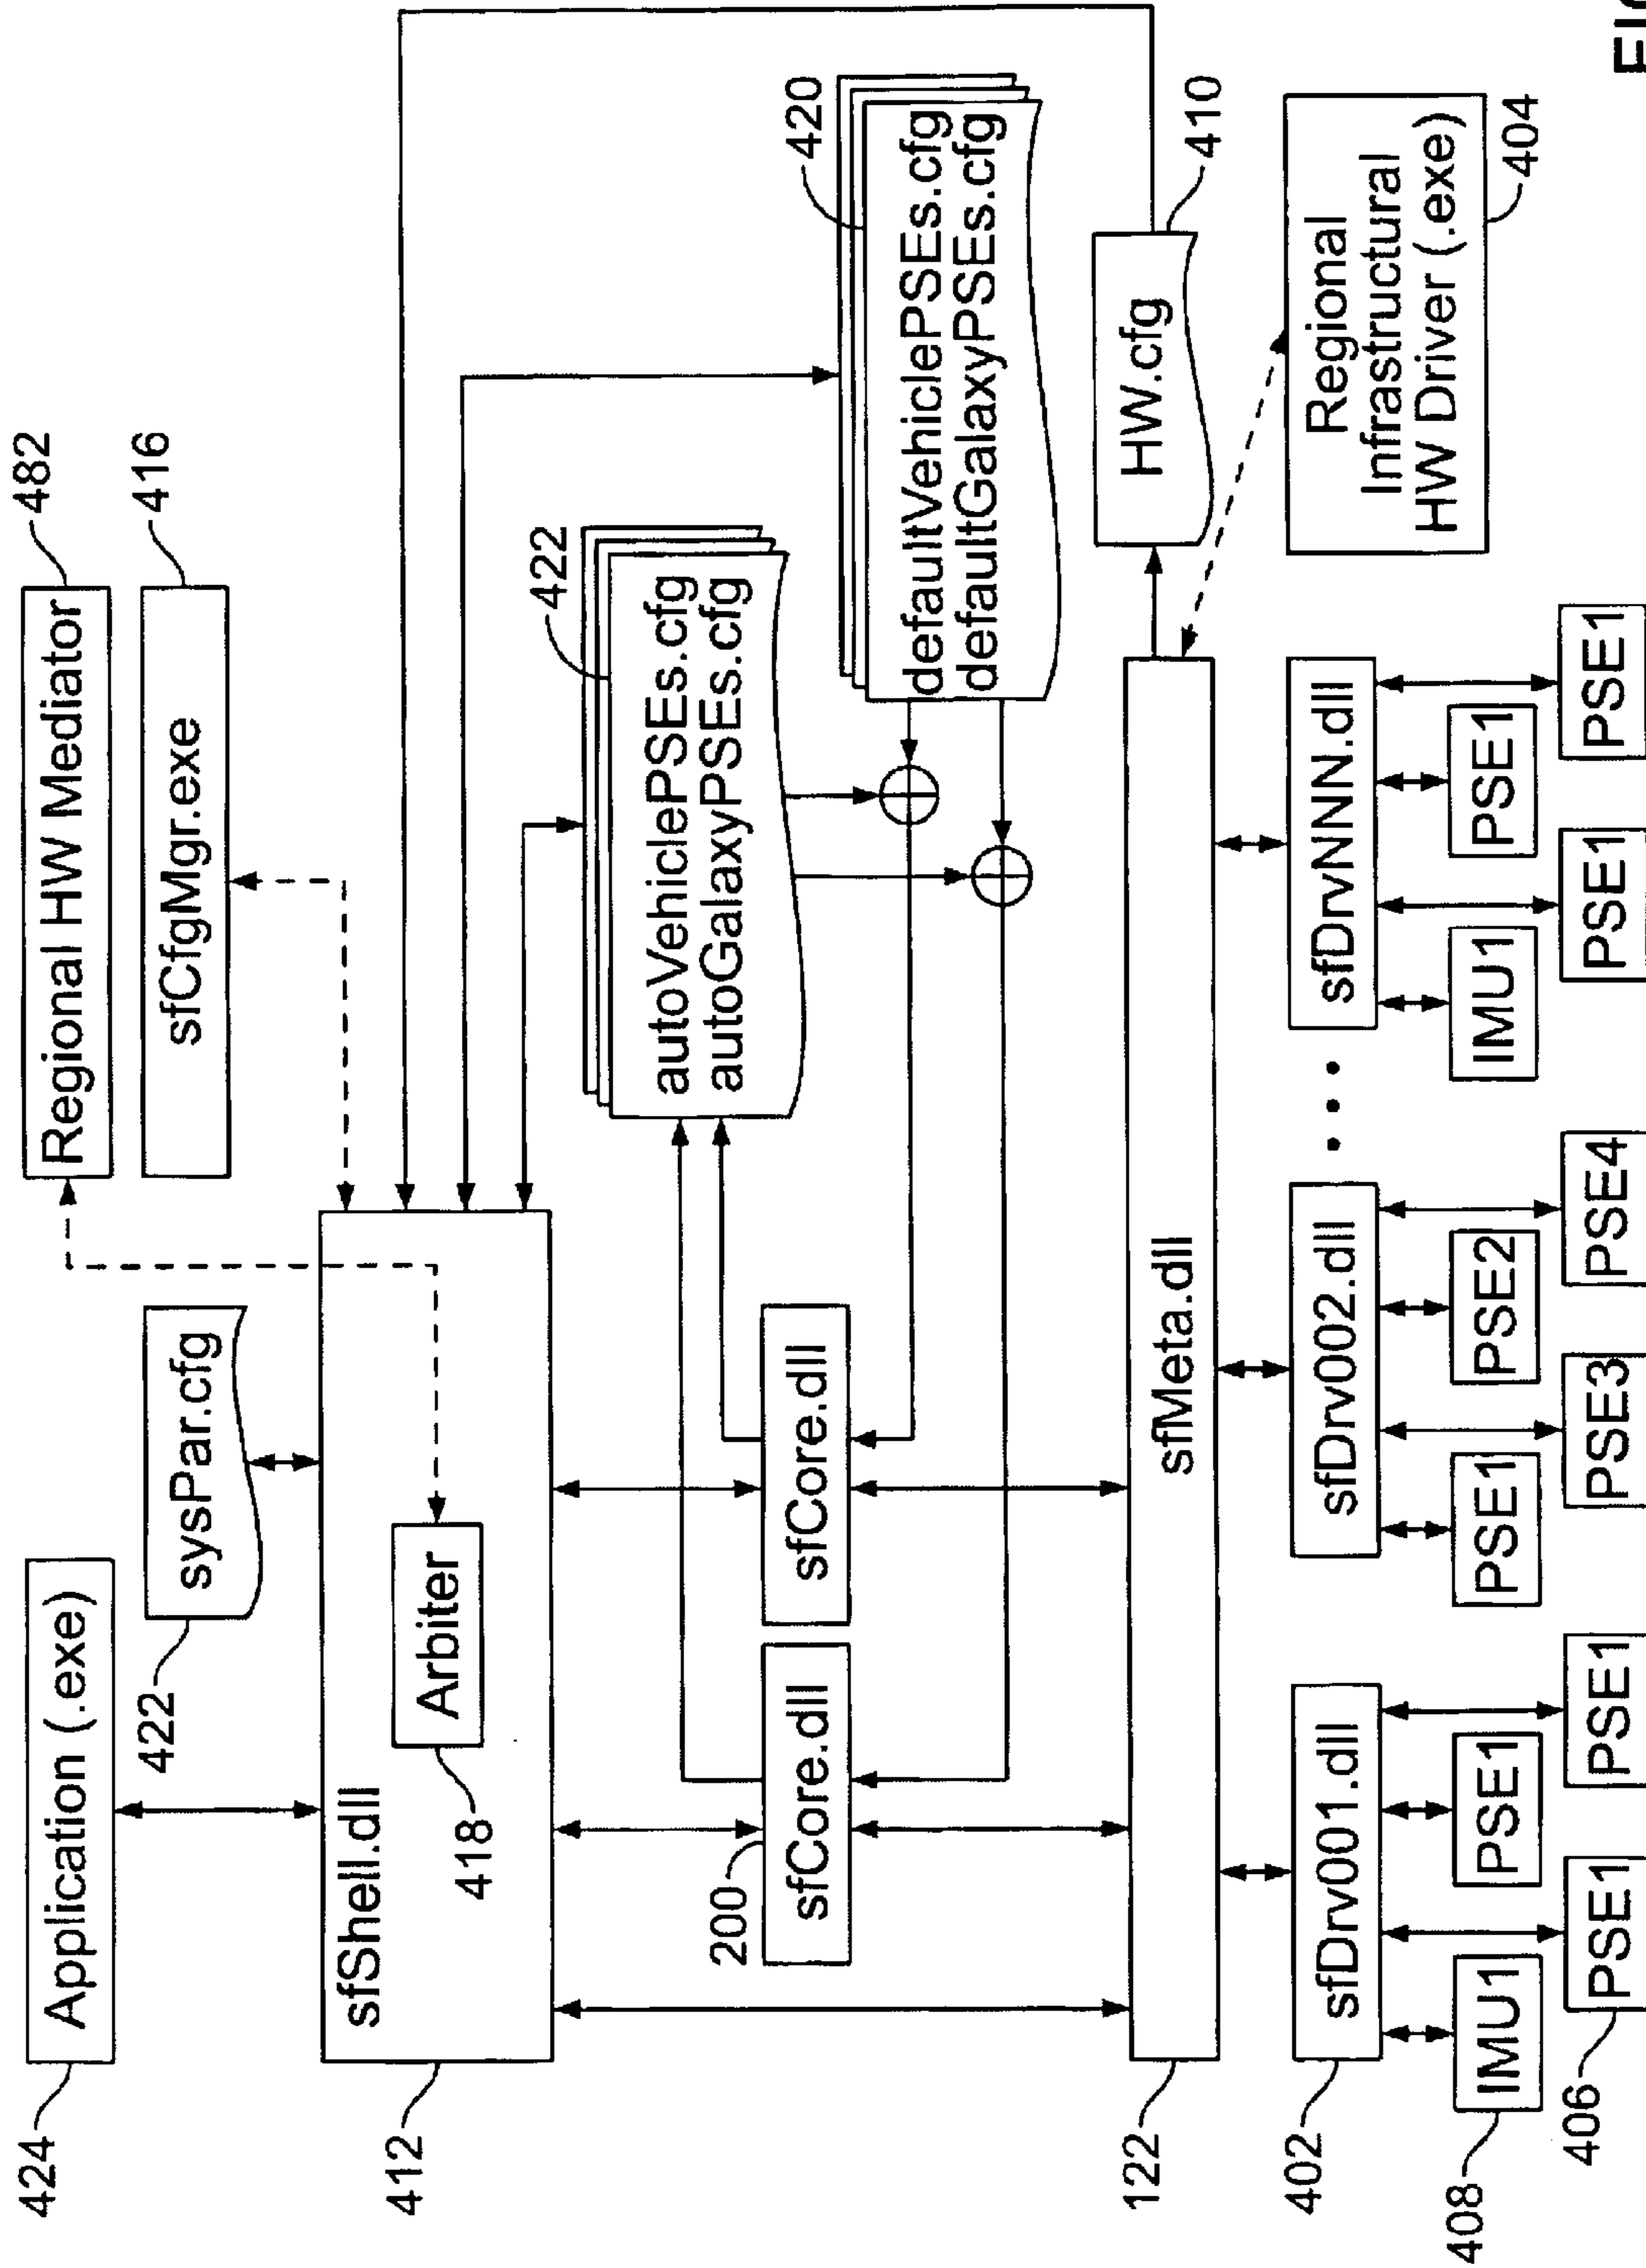 424
Application (.exe)
Regional HW Mediator
482
422
sysPar.cfg
sfCfgMgr.exe
416
412
sfShell.dll
418
Arbiter
422
autoVehiclePSEs.cfg
autoGalaxyPSEs.cfg
420
defaultVehiclePSEs.cfg
defaultGalaxyPSEs.cfg
200
sfCore.dll
sfCore.dll
122
sfMeta.dll
HW.cfg
410
402
sfDrv001.dll
sfDrv002.dll
• • •
sfDrvNNN.dll
Regional
Infrastructural
HW Driver (.exe)
404
408
IMU1
PSE1
PSE1
PSE2
IMU1
PSE1
406
PSE1
PSE1
PSE3
PSE4
PSE1
PSE1